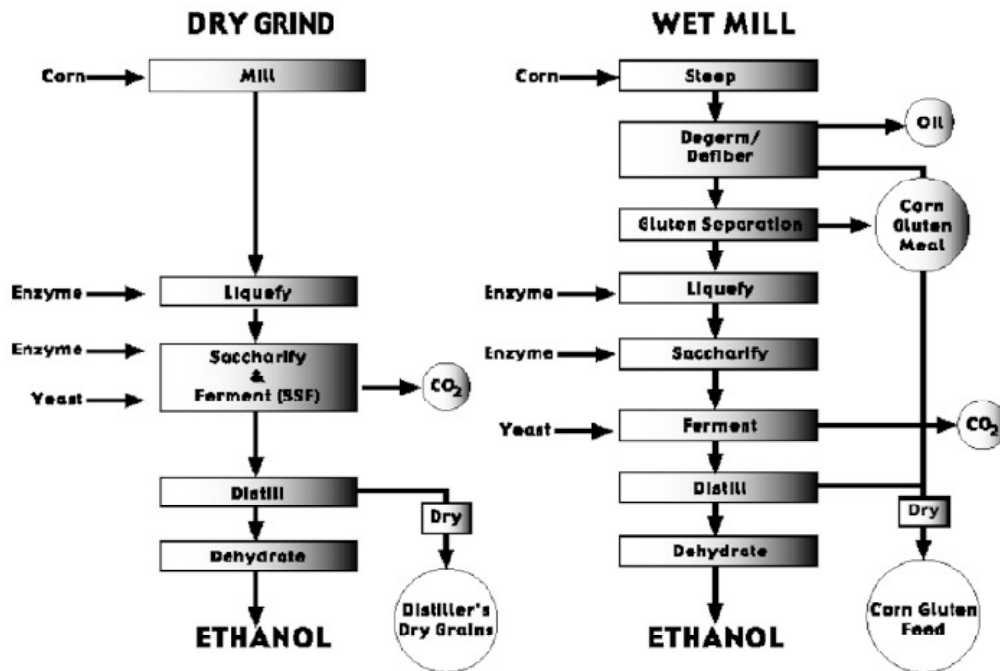 DRY GRIND
Corn
Mill
Enzyme
Liquefy
Enzyme
Yeast
Saccharify
&
Ferment (SSF)
CO2
Distill
Dry
Dehydrate
Distiller's
Dry Grains
ETHANOL
WET MILL
Corn
Steep
Degerm/
Defiber
Oil
Gluten Separation
Corn
Gluten
Meal
Enzyme
Liquefy
Enzyme
Saccharify
Yeast
Ferment
CO2
Distill
Dry
Dehydrate
Corn Gluten
Feed
ETHANOL